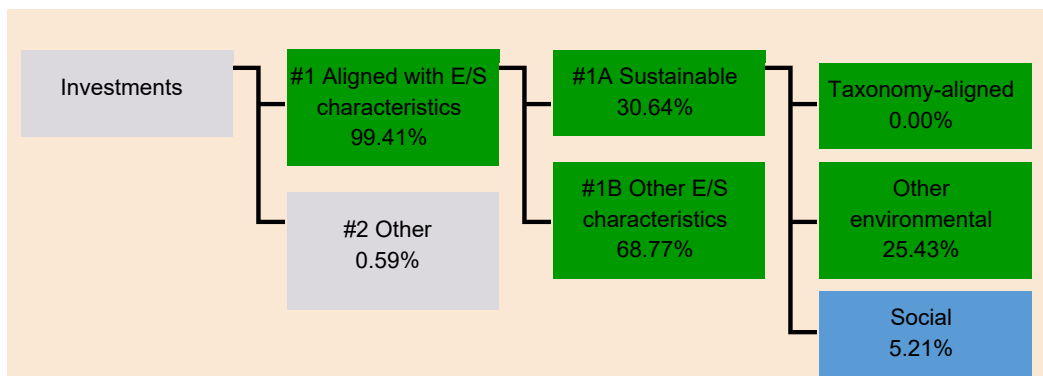 Investments
#1 Aligned with E/S
characteristics
99.41%
#2 Other
0.59%
#1A Sustainable
30.64%
#1B Other E/S
characteristics
68.77%
Taxonomy-aligned
0.00%
Other
environmental
25.43%
Social
5.21%